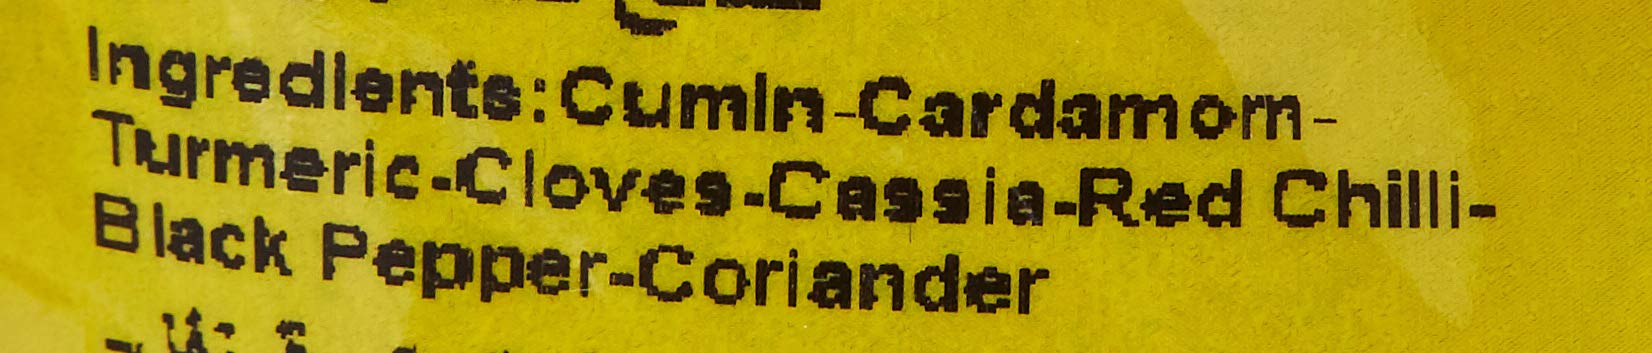 Ingredients:Cumin-Cardamom-
Turmeric-Cloves-Cassia-Red Chilli-
Black Pepper-Coriander